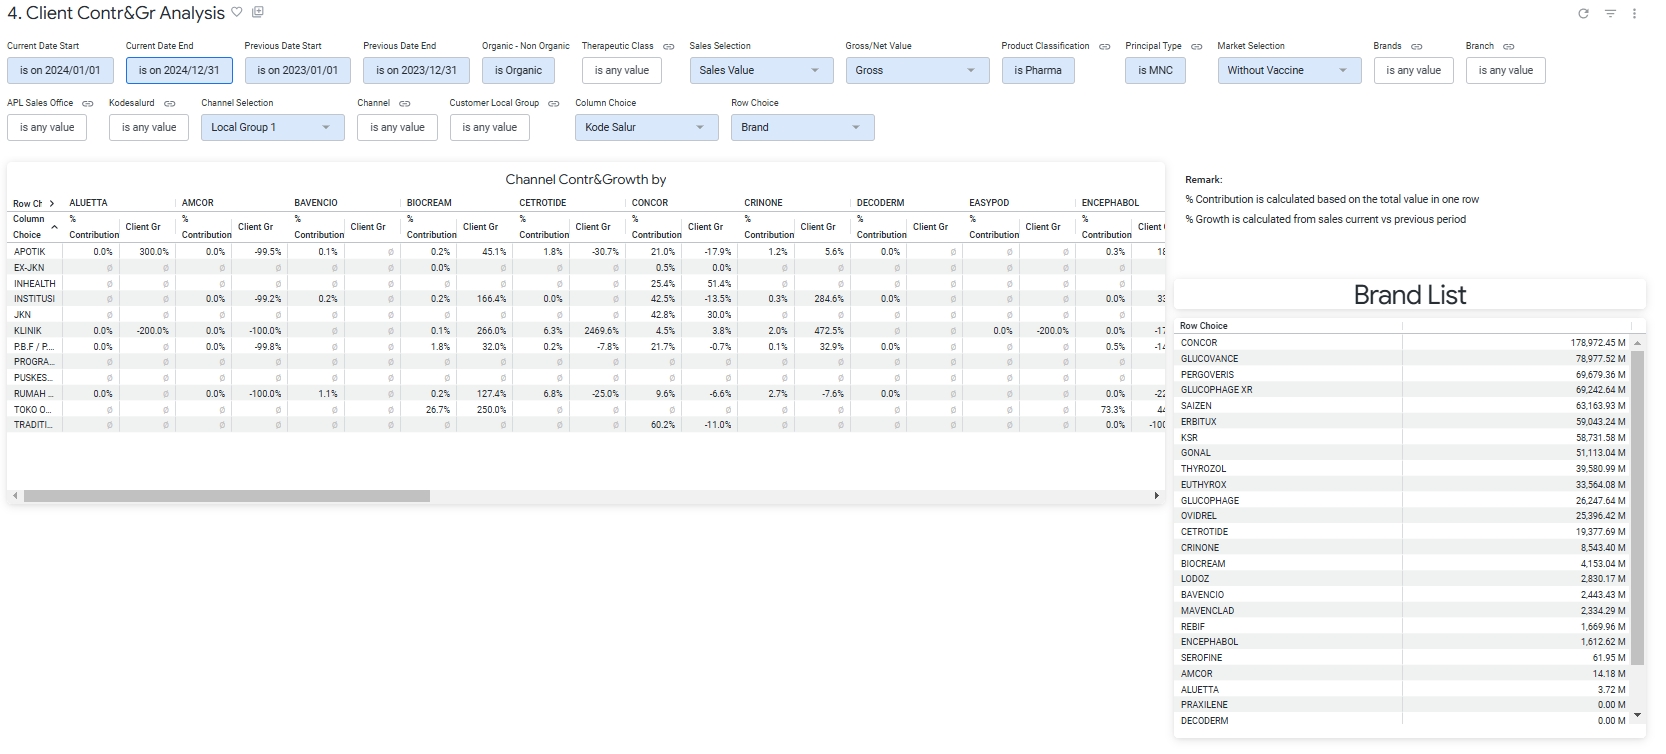 4. Client Contr&Gr Analysis
Current Date Start Current Date End Previous Date Start Previous Date End Organic - Non Organic Therapeutic Class Sales Selection Gross/Net Value Product Classification Principal Type Market Selection Brands Branch
is on 2024/01/01 is on 2024/12/31 is on 2023/01/01 is on 2023/12/31 is Organic is any value Sales Value Gross is Pharma is MNC Without Vaccine is any value is any value
APL Sales Office Kodesalurd Channel Selection Channel Customer Local Group Column Choice Row Choice
is any value is any value Local Group 1 is any value is any value Kode Salur Brand
Channel Contr&Growth by
Row Ch ALUETTA AMCOR BAVENCIO BIOCREAM CETROTIDE CONCOR CRINONE DECODERM EASYPOD ENCEPHABOL
Column Choice % Contribution Client Gr % Contribution Client Gr % Contribution Client Gr % Contribution Client Gr % Contribution Client Gr % Contribution Client Gr % Contribution Client Gr % Contribution Client Gr % Contribution Client Gr % Contribution Client
APOTIK 0.0% 300.0% 0.0% -99.5% 0.1% ∅ 0.2% 45.1% 1.8% -30.7% 21.0% -17.9% 1.2% 5.6% 0.0% ∅ ∅ ∅ 0.3% 18
EX-JKN ∅ ∅ ∅ ∅ ∅ ∅ 0.0% ∅ ∅ 0.5% 0.0% ∅ ∅ ∅ ∅ ∅ ∅ ∅
INHEALTH ∅ ∅ ∅ ∅ ∅ ∅ ∅ ∅ ∅ ∅ 25.4% 51.4% ∅ ∅ ∅ ∅ ∅ ∅ ∅
INSTITUSI ∅ ∅ 0.0% -99.2% 0.2% ∅ 0.2% 166.4% 0.0% ∅ 42.5% -13.5% 0.3% 284.6% 0.0% ∅ ∅ ∅ 0.0% 33
JKN ∅ ∅ ∅ ∅ ∅ ∅ ∅ ∅ ∅ ∅ 42.8% 30.0% ∅ ∅ ∅ ∅ ∅ ∅ ∅
KLINIK 0.0% -200.0% 0.0% -100.0% ∅ ∅ 0.1% 266.0% 6.3% 2469.6% 4.5% 3.8% 2.0% 472.5% ∅ ∅ 0.0% -200.0% 0.0% -17
P.B.F / P.... 0.0% ∅ 0.0% -99.8% ∅ ∅ 1.8% 32.0% 0.2% -7.8% 21.7% -0.7% 0.1% 32.9% 0.0% ∅ ∅ ∅ 0.5% -14
PROGRA... ∅ ∅ ∅ ∅ ∅ ∅ ∅ ∅ ∅ ∅ ∅ ∅ ∅ ∅ ∅ ∅ ∅ ∅ ∅
PUSKES... ∅ ∅ ∅ ∅ ∅ ∅ ∅ ∅ ∅ ∅ ∅ ∅ ∅ ∅ ∅ ∅ ∅ ∅ ∅
RUMAH ... 0.0% ∅ 0.0% -100.0% 1.1% ∅ 0.2% 127.4% 6.8% -25.0% 9.6% -6.6% 2.7% -7.6% 0.0% ∅ ∅ ∅ 0.0% -22
TOKO O... ∅ ∅ ∅ ∅ ∅ ∅ 26.7% 250.0% ∅ ∅ ∅ ∅ ∅ ∅ ∅ ∅ ∅ ∅ 73.3% 44
TRADITI... ∅ ∅ ∅ ∅ ∅ ∅ ∅ ∅ ∅ ∅ 60.2% -11.0% ∅ ∅ ∅ ∅ ∅ ∅ 0.0% -100
Remark:
% Contribution is calculated based on the total value in one row
% Growth is calculated from sales current vs previous period
Brand List
Row Choice
CONCOR 178,972.45 M
GLUCOVANCE 78,977.52 M
PERGOVERIS 69,679.36 M
GLUCOPHAGE XR 69,242.64 M
SAIZEN 63,163.93 M
ERBITUX 59,043.24 M
KSR 58,731.58 M
GONAL 51,113.04 M
THYROZOL 39,580.99 M
EUTHYROX 33,564.08 M
GLUCOPHAGE 26,247.64 M
OVIDREL 25,396.42 M
CETROTIDE 19,377.69 M
CRINONE 8,543.40 M
BIOCREAM 4,153.04 M
LODOZ 2,830.17 M
BAVENCIO 2,443.43 M
MAVENCLAD 2,334.29 M
REBIF 1,669.96 M
ENCEPHABOL 1,612.62 M
SEROFINE 61.95 M
AMCOR 14.18 M
ALUETTA 3.72 M
PRAXILENE 0.00 M
DECODERM 0.00 M